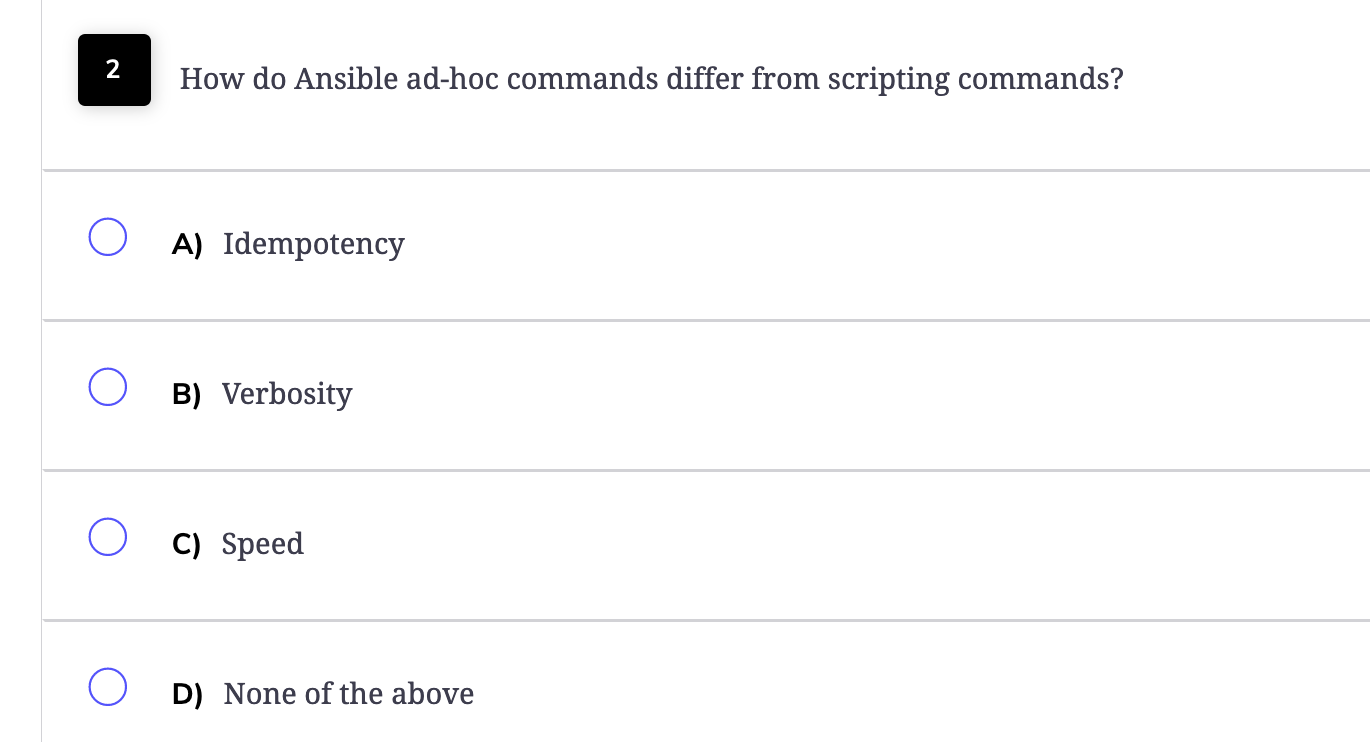 2
How do Ansible ad-hoc commands differ from scripting commands?
A) Idempotency
B) Verbosity
C) Speed
D) None of the above